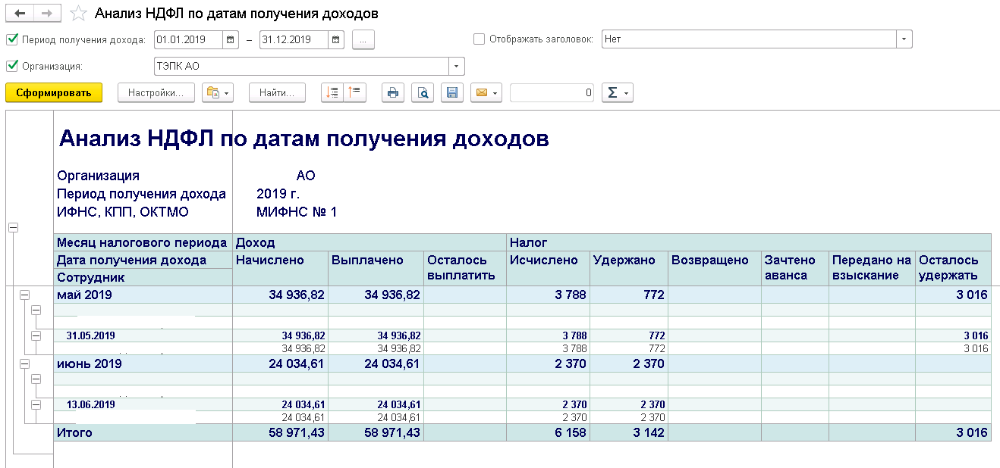 Анализ НДФЛ по датам получения доходов
Период получения дохода: 01.01.2019 – 31.12.2019 ... Отображать заголовок: Нет
Организация: ТЭПК АО
Сформировать Настройки... Найти... 0 Σ
Анализ НДФЛ по датам получения доходов
Организация АО
Период получения дохода 2019 г.
ИФНС, КПП, ОКТМО МИФНС № 1
Месяц налогового периода Доход Налог
Дата получения дохода Начислено Выплачено Осталось выплатить Исчислено Удержано Возвращено Зачтено аванса Передано на взыскание Осталось удержать
Сотрудник
май 2019 34 936,82 34 936,82 3 788 772 3 016
31.05.2019 34 936,82 34 936,82 3 788 772 3 016
34 936,82 34 936,82 3 788 772 3 016
июнь 2019 24 034,61 24 034,61 2 370 2 370
13.06.2019 24 034,61 24 034,61 2 370 2 370
24 034,61 24 034,61 2 370 2 370
Итого 58 971,43 58 971,43 6 158 3 142 3 016